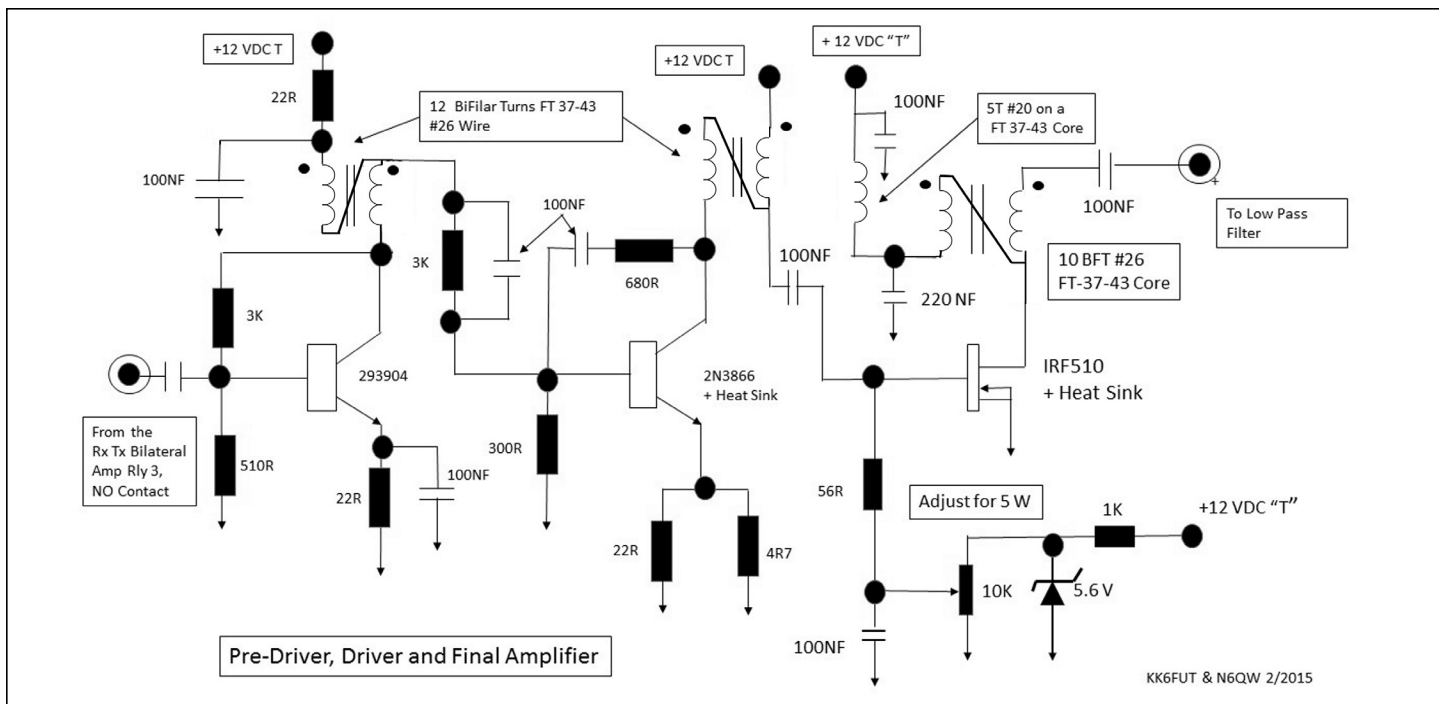 +12 VDC T
22R
100NF
12 BiFilar Turns FT 37-43
#26 Wire
+12 VDC T
+ 12 VDC “T”
100NF
5T #20 on a
FT 37-43 Core
100NF
3K
100NF
680R
100NF
220 NF
100NF
+
To Low Pass
Filter
10 BFT #26
FT-37-43 Core
3K
293904
2N3866
+ Heat Sink
IRF510
+ Heat Sink
From the
Rx Tx Bilateral
Amp Rly 3,
NO Contact
510R
22R
100NF
300R
22R
4R7
56R
Adjust for 5 W
1K
+12 VDC “T”
10K
5.6 V
100NF
Pre-Driver, Driver and Final Amplifier
KK6FUT & N6QW 2/2015